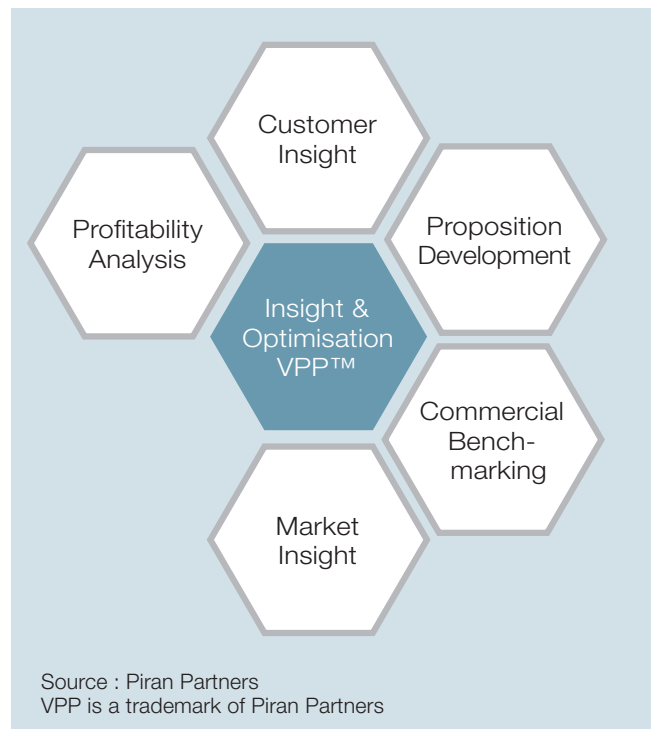 Customer
Insight
Profitability
Analysis
Proposition
Development
Insight &
Optimisation
VPP™
Commercial
Bench-
marking
Market
Insight
Source : Piran Partners
VPP is a trademark of Piran Partners